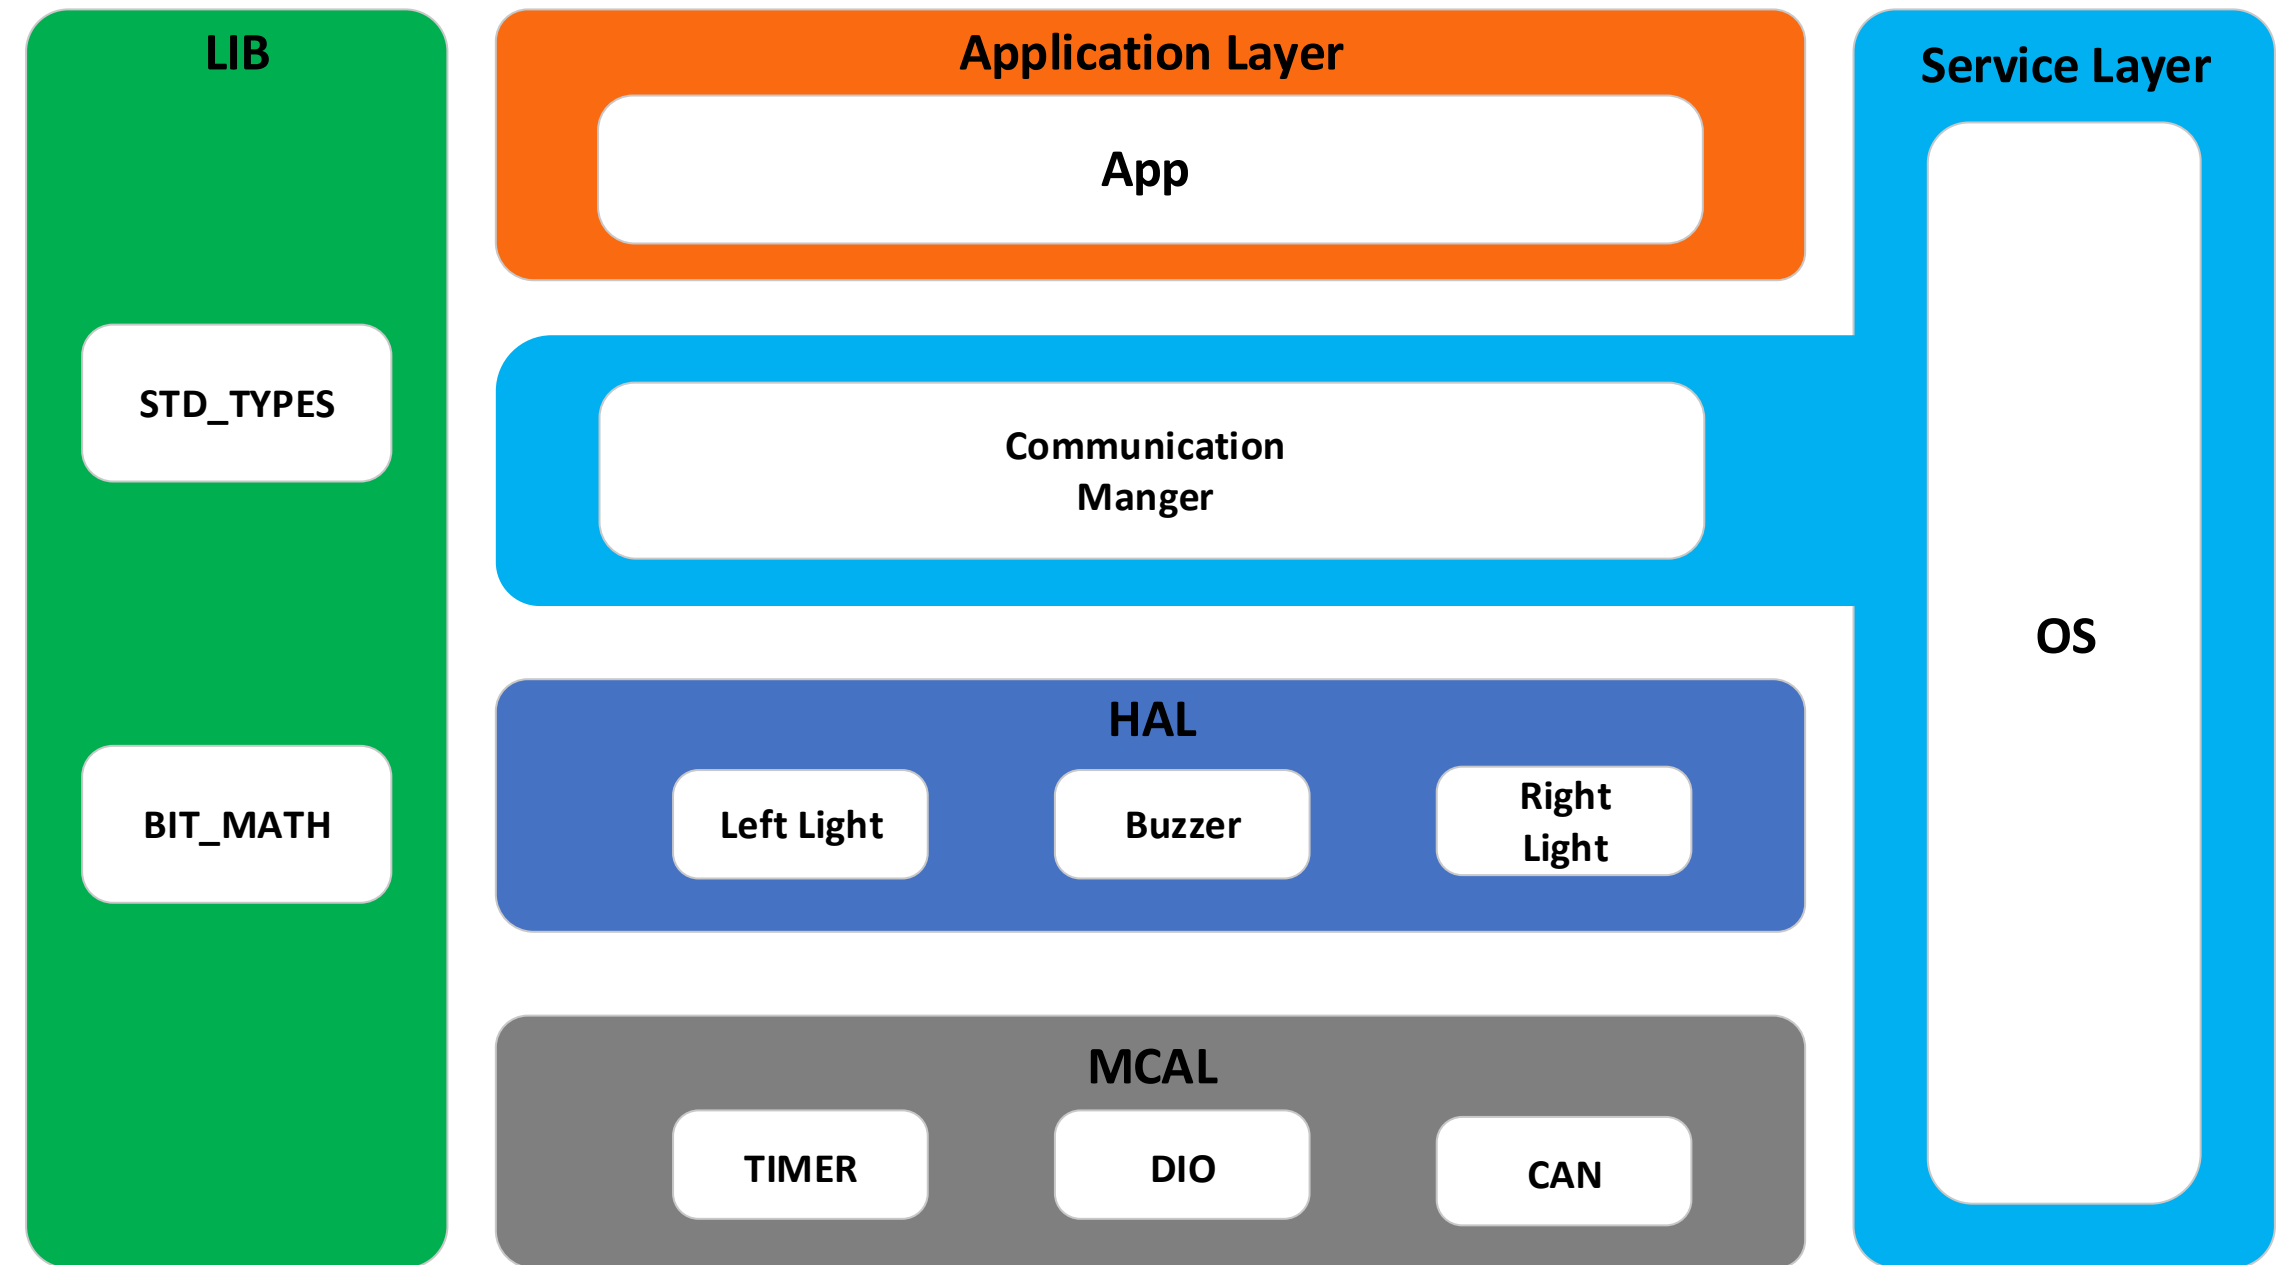 LIB
STD_TYPES
BIT_MATH
Application Layer
App
Communication
Manger
HAL
Left Light
Buzzer
Right
Light
MCAL
TIMER
DIO
CAN
Service Layer
OS